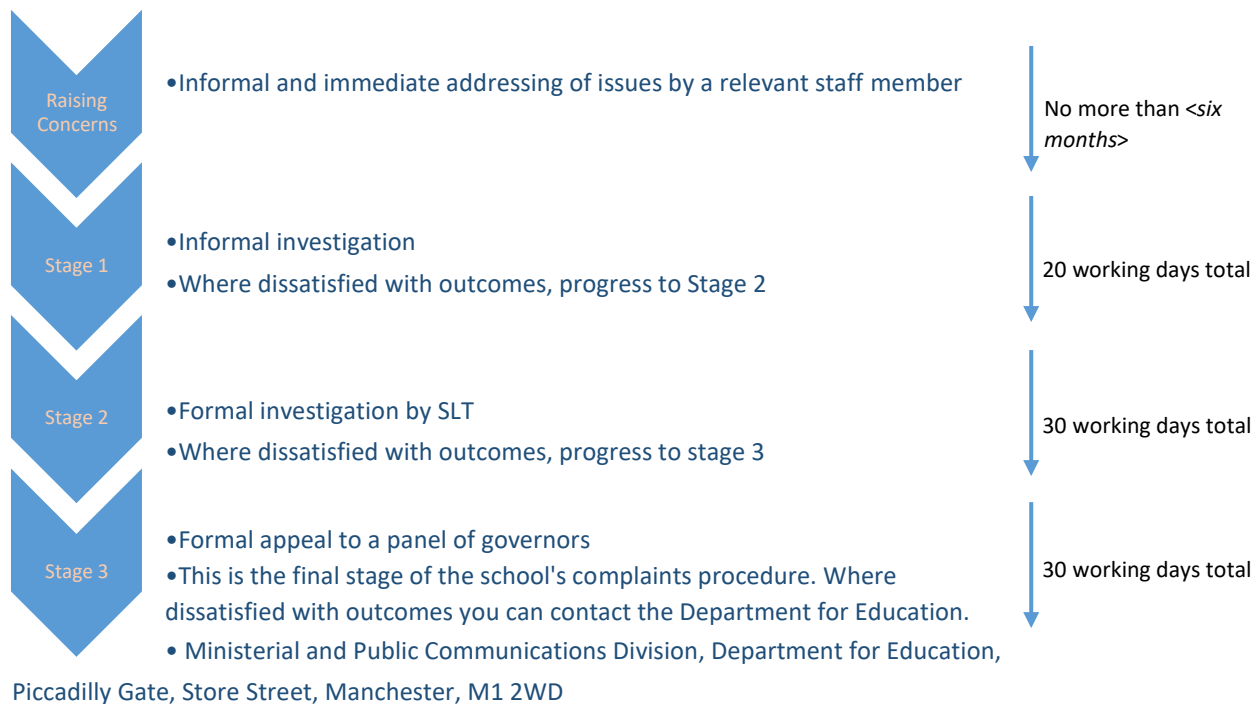 Raising
Concerns
•Informal and immediate addressing of issues by a relevant staff member
No more than <six
months>
Stage 1
•Informal investigation
•Where dissatisfied with outcomes, progress to Stage 2
20 working days total
Stage 2
•Formal investigation by SLT
•Where dissatisfied with outcomes, progress to stage 3
30 working days total
Stage 3
•Formal appeal to a panel of governors
•This is the final stage of the school's complaints procedure. Where
dissatisfied with outcomes you can contact the Department for Education.
• Ministerial and Public Communications Division, Department for Education,
Piccadilly Gate, Store Street, Manchester, M1 2WD
30 working days total